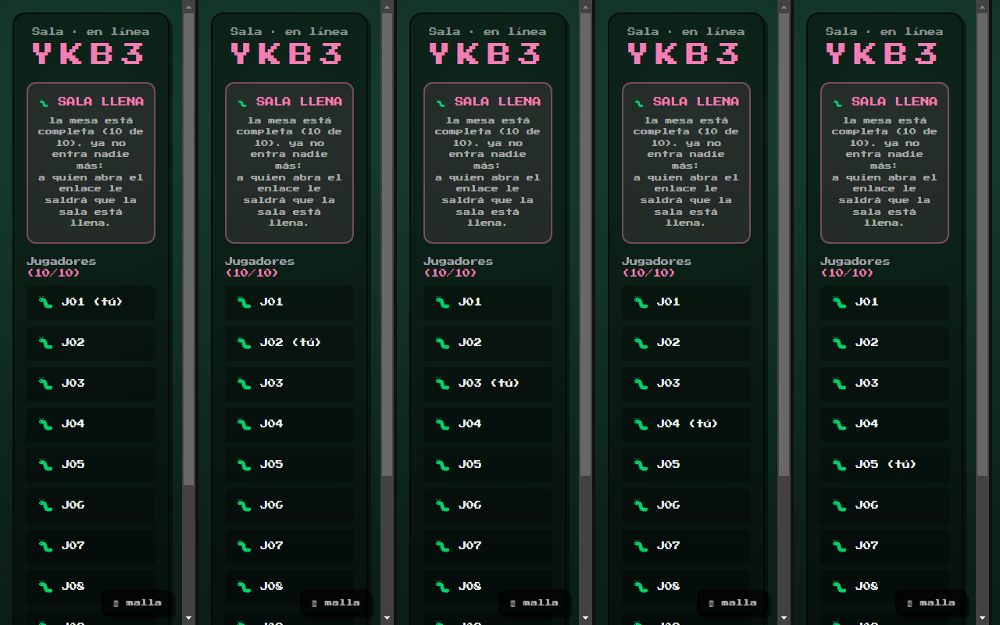 Sala · en línea
YKB3
SALA LLENA
la mesa está
completa (10 de
10). ya no
entra nadie
más:
a quien abra el
enlace le
saldrá que la
sala está
llena.
Jugadores
(10/10)
J01 (tú)
J02
J03
J04
J05
J06
J07
J08
malla
Sala · en línea
YKB3
SALA LLENA
la mesa está
completa (10 de
10). ya no
entra nadie
más:
a quien abra el
enlace le
saldrá que la
sala está
llena.
Jugadores
(10/10)
J01
J02 (tú)
J03
J04
J05
J06
J07
J08
malla
Sala · en línea
YKB3
SALA LLENA
la mesa está
completa (10 de
10). ya no
entra nadie
más:
a quien abra el
enlace le
saldrá que la
sala está
llena.
Jugadores
(10/10)
J01
J02
J03 (tú)
J04
J05
J06
J07
J08
malla
Sala · en línea
YKB3
SALA LLENA
la mesa está
completa (10 de
10). ya no
entra nadie
más:
a quien abra el
enlace le
saldrá que la
sala está
llena.
Jugadores
(10/10)
J01
J02
J03
J04 (tú)
J05
J06
J07
J08
malla
Sala · en línea
YKB3
SALA LLENA
la mesa está
completa (10 de
10). ya no
entra nadie
más:
a quien abra el
enlace le
saldrá que la
sala está
llena.
Jugadores
(10/10)
J01
J02
J03
J04
J05 (tú)
J06
J07
J08
malla